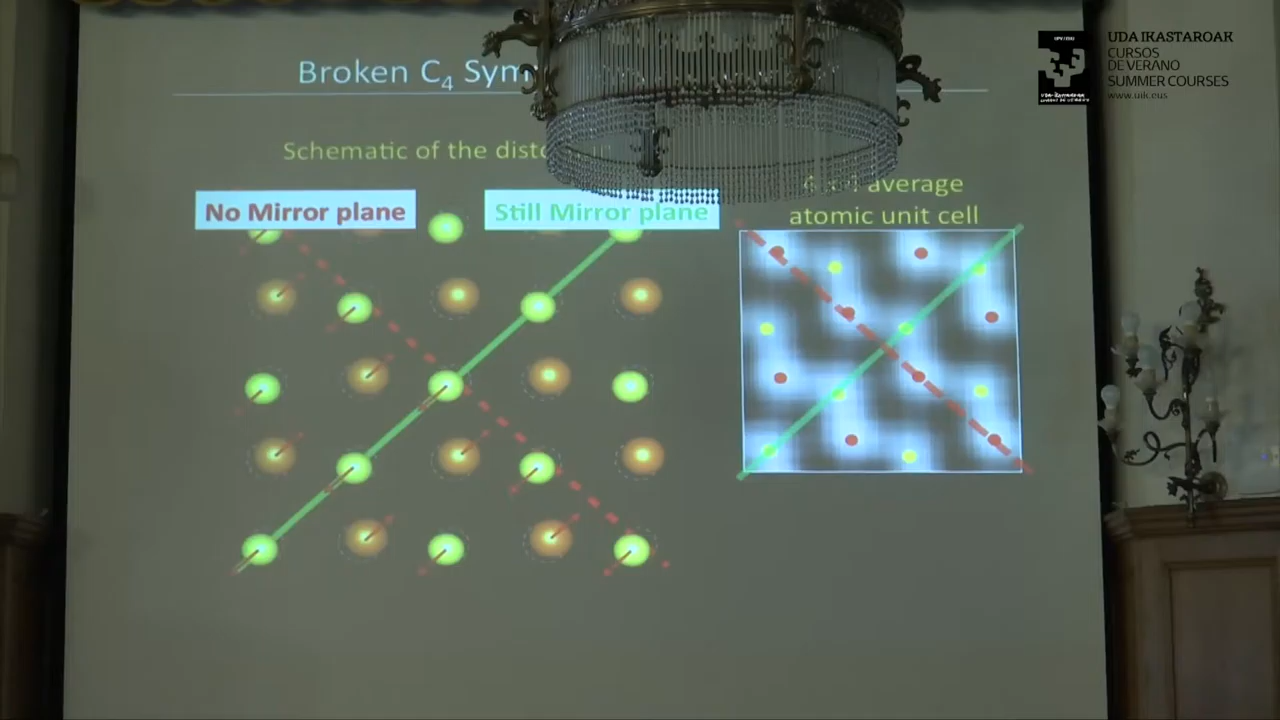 Broken C4 Sym
Schematic of the disto
No Mirror plane
Still Mirror plane
average
atomic unit cell
UDA IKASTAROAK
CURSOS
DE VERANO
SUMMER COURSES
www.uik.eus